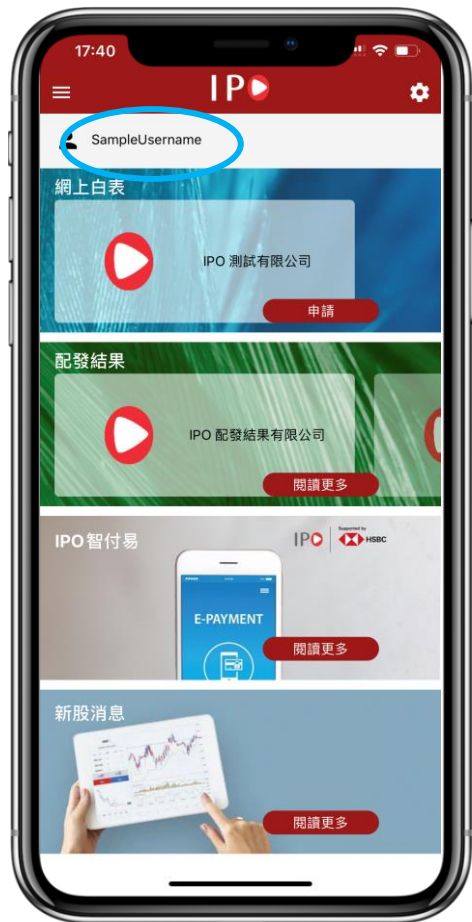 17:40
IPO
SampleUsername
網上白表
IPO 測試有限公司
申請
配發結果
IPO 配發結果有限公司
閱讀更多
IPO智付易
IPO
Supported by
HSBC
E-PAYMENT
閱讀更多
新股消息
閱讀更多